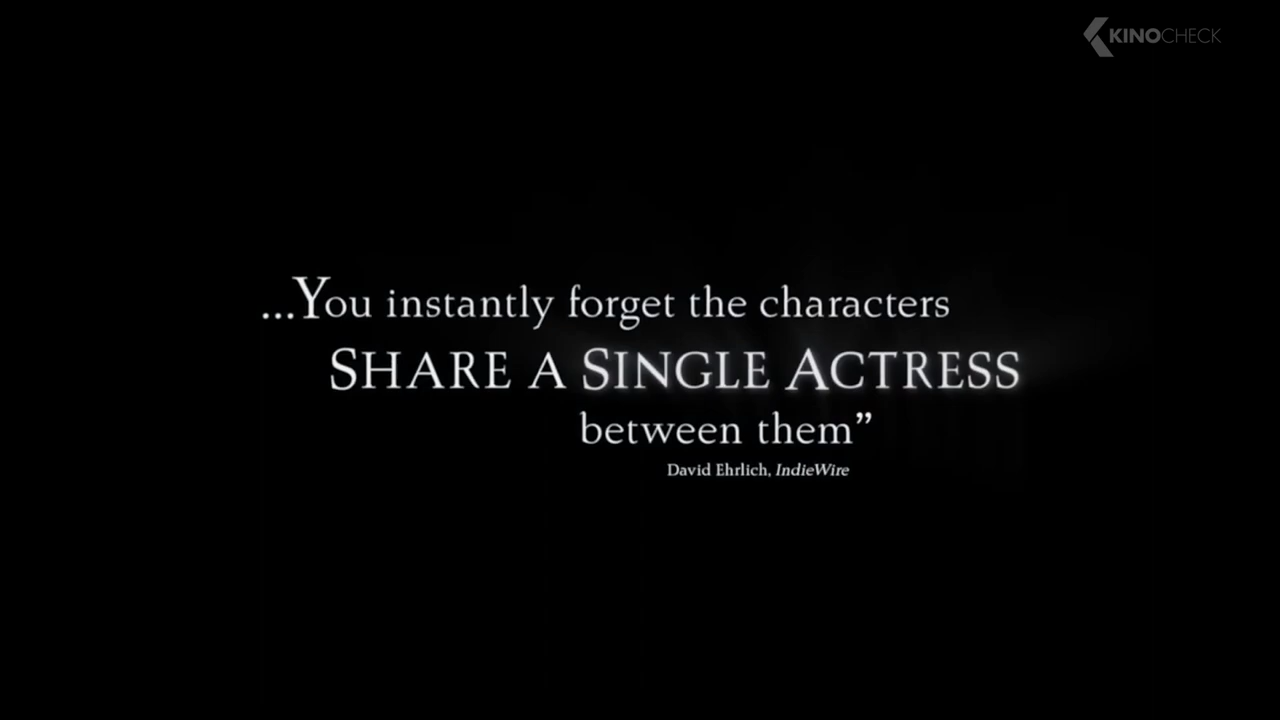 KINOCHECK
...You instantly forget the characters
SHARE A SINGLE ACTRESS
between them”
David Ehrlich, IndieWire